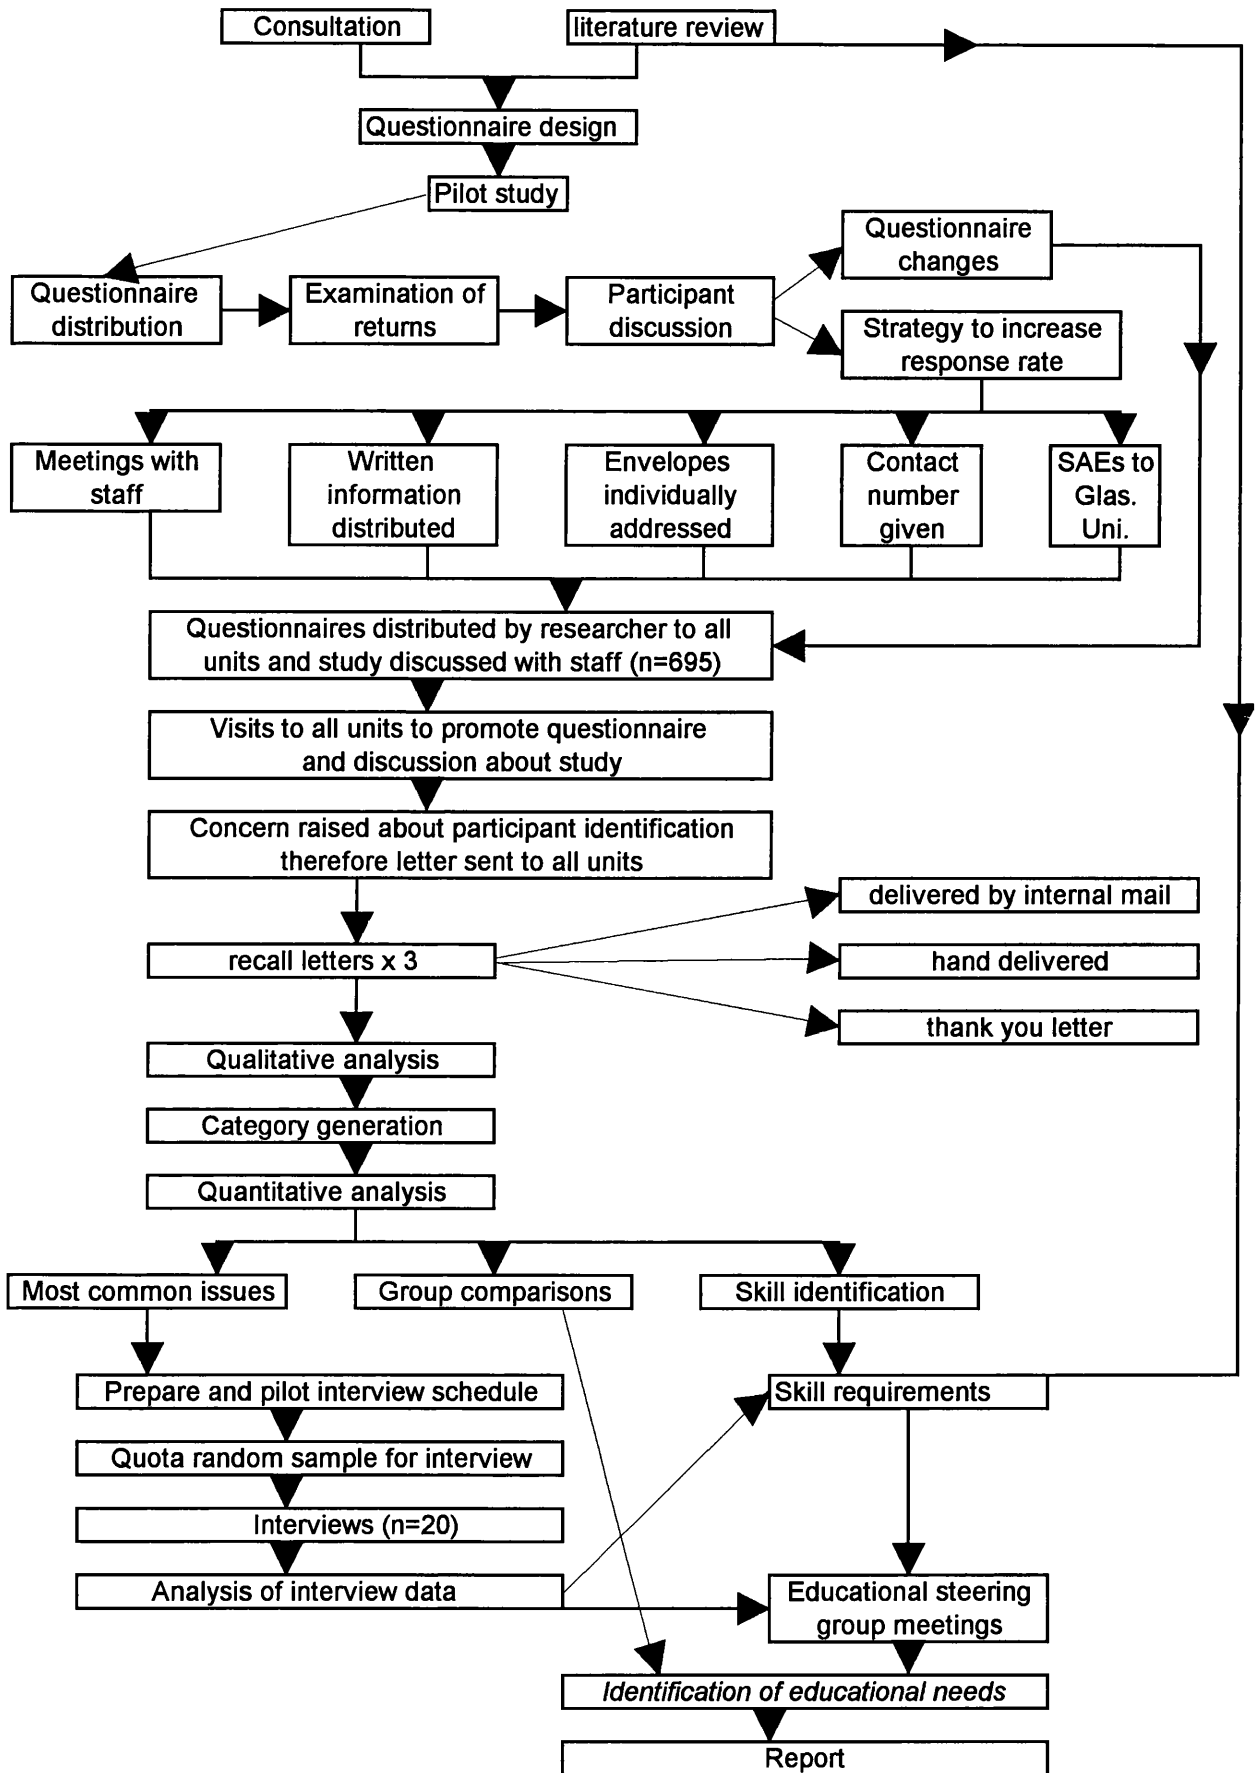 Consultation
literature review
Questionnaire design
Pilot study
Questionnaire
changes
Questionnaire
distribution
Examination of
returns
Participant
discussion
Strategy to increase
response rate
Meetings with
staff
Written
information
distributed
Envelopes
individually
addressed
Contact
number
given
SAEs to
Glas.
Uni.
Questionnaires distributed by researcher to all
units and study discussed with staff (n=695)
Visits to all units to promote questionnaire
and discussion about study
Concern raised about participant identification
therefore letter sent to all units
delivered by internal mail
recall letters x 3
hand delivered
thank you letter
Qualitative analysis
Category generation
Quantitative analysis
Most common issues
Group comparisons
Skill identification
Prepare and pilot interview schedule
Skill requirements
Quota random sample for interview
Interviews (n=20)
Analysis of interview data
Educational steering
group meetings
Identification of educational needs
Report